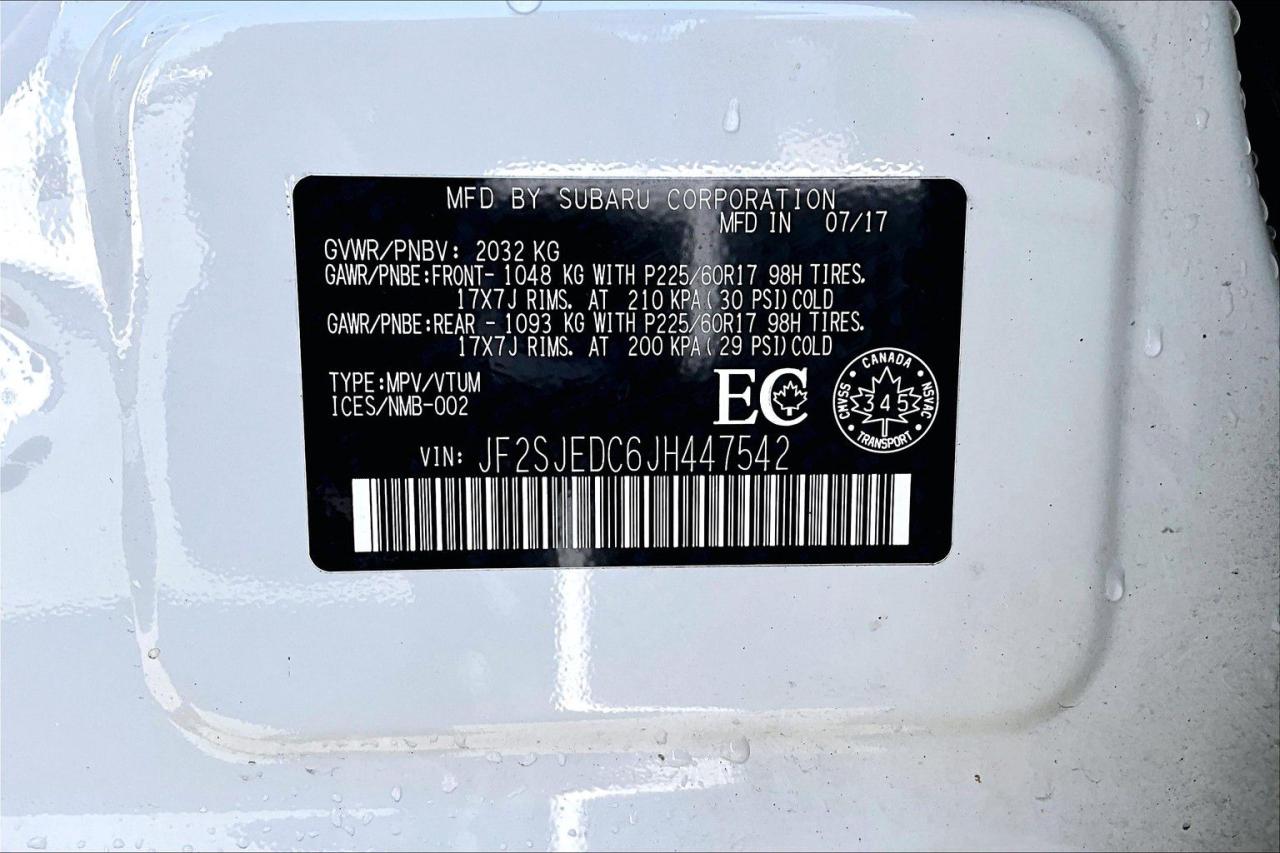 MFD BY SUBARU CORPORATION
MFD IN 07/17
GVWR/PNBV: 2032 KG
GAWR/PNBE:FRONT- 1048 KG WITH P225/60R17 98H TIRES.
17X7J RIMS. AT 210 KPA(30 PSI)COLD
GAWR/PNBE:REAR - 1093 KG WITH P225/60R17 98H TIRES.
17X7J RIMS. AT 200 KPA(29 PSI)COLD
TYPE:MPV/VTUM
ICES/NMB-002
EC
CANADA
CMVSS
345
NSVAC
TRANSPORT
VIN: JF2SJEDC6JH447542